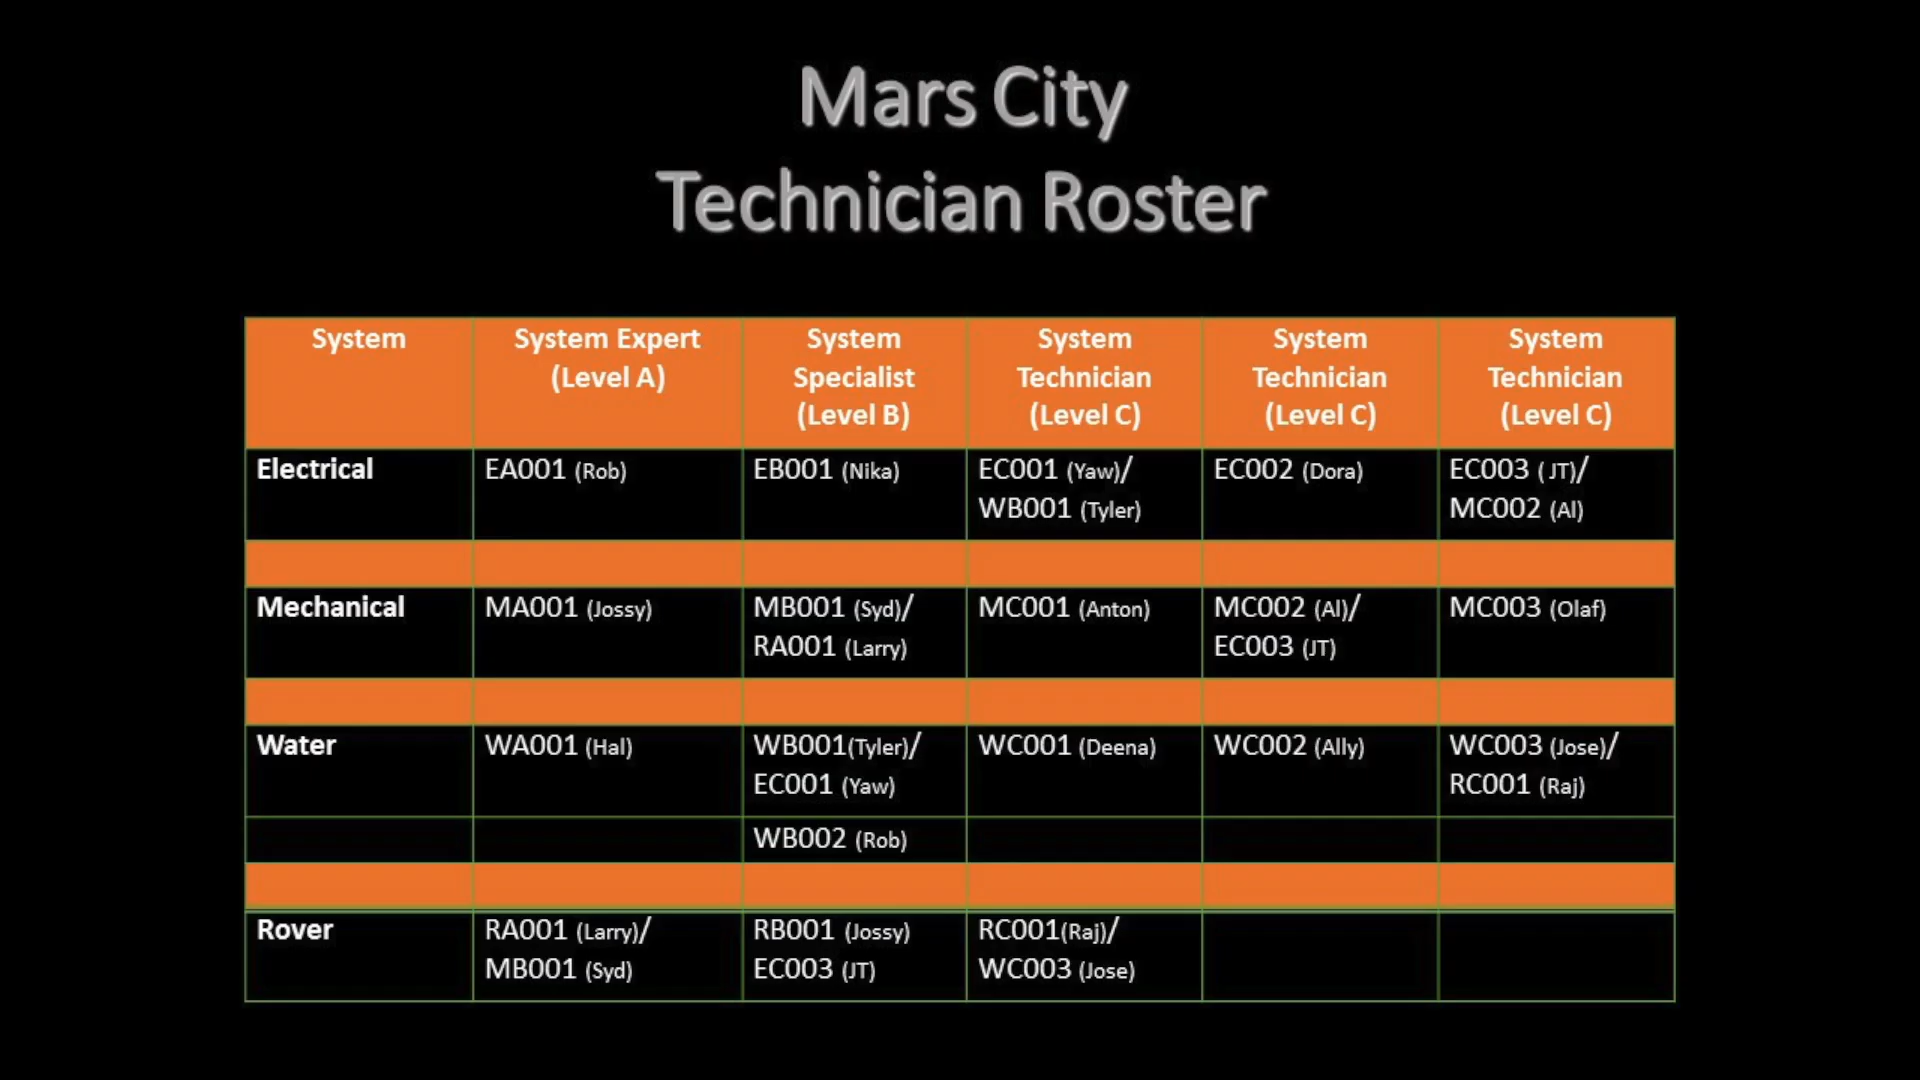 Mars City
Technician Roster
System
System Expert
(Level A)
System
Specialist
(Level B)
System
Technician
(Level C)
System
Technician
(Level C)
System
Technician
(Level C)
Electrical
EA001 (Rob)
EB001 (Nika)
EC001 (Yaw)/
WB001 (Tyler)
EC002 (Dora)
EC003 ( JT)/
MC002 (Al)
Mechanical
MA001 (Jossy)
MB001 (Syd)/
RA001 (Larry)
MC001 (Anton)
MC002 (Al)/
EC003 (JT)
MC003 (Olaf)
Water
WA001 (Hal)
WB001(Tyler)/
EC001 (Yaw)
WC001 (Deena)
WC002 (Ally)
WC003 (Jose)/
RC001 (Raj)
WB002 (Rob)
Rover
RA001 (Larry)/
MB001 (Syd)
RB001 (Jossy)
EC003 (JT)
RC001(Raj)/
WC003 (Jose)